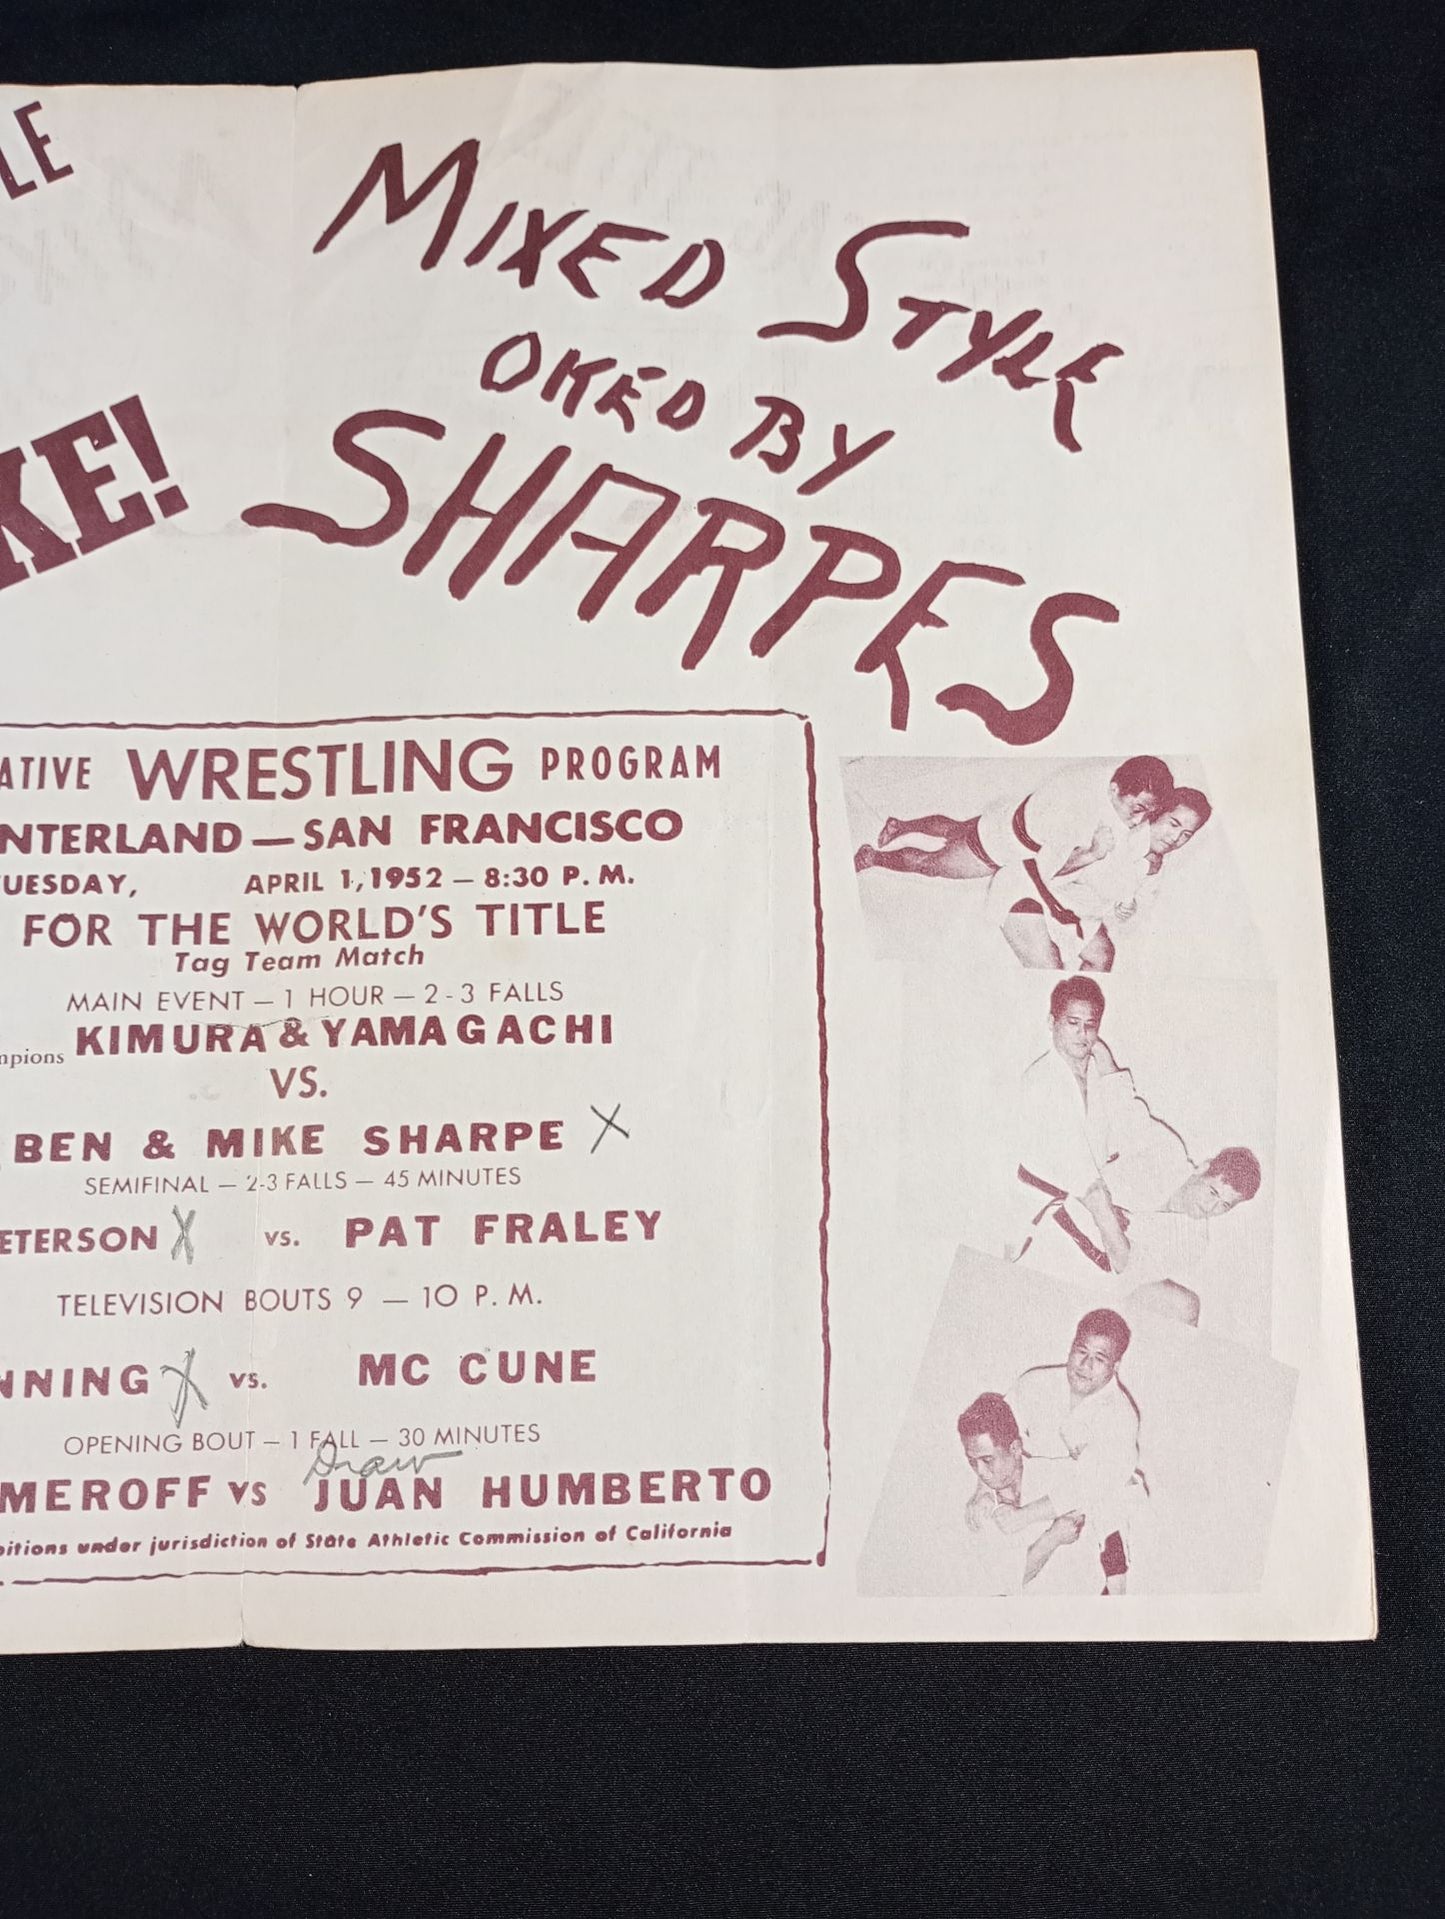 LE
MIXED STYLE
OKED BY
SHARPES
KE!
ATIVE WRESTLING PROGRAM
NTERLAND — SAN FRANCISCO
UESDAY, APRIL 1, 1952 — 8:30 P. M.
FOR THE WORLD'S TITLE
Tag Team Match
MAIN EVENT — 1 HOUR — 2-3 FALLS
mpions KIMURA & YAMAGACHI
VS.
BEN & MIKE SHARPE X
SEMIFINAL — 2-3 FALLS — 45 MINUTES
ETERSON X vs. PAT FRALEY
TELEVISION BOUTS 9 — 10 P. M.
NNING X vs. MC CUNE
OPENING BOUT — 1 FALL — 30 MINUTES
Draw
MEROFF VS JUAN HUMBERTO
bitions under jurisdiction of State Athletic Commission of California